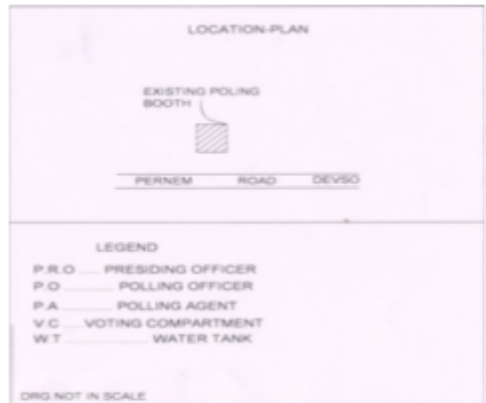 LOCATION-PLAN
EXISTING POLING
BOOTH
PERNEM ROAD DEVSO
LEGEND
P.R.O ..... PRESIDING OFFICER
P.O ............. POLLING OFFICER
P.A ............. POLLING AGENT
V.C .... VOTING COMPARTMENT
W.T .................... WATER TANK
DRG.NOT IN SCALE